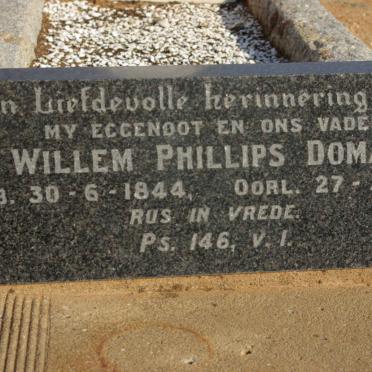 n Liefdevolle herinnering
MY EGGENOOT EN ONS VADE
WILLEM PHILLIPS DOMA
B. 30-6-1844, OORL. 27-
RUS IN VREDE.
Ps. 146, v. 1.